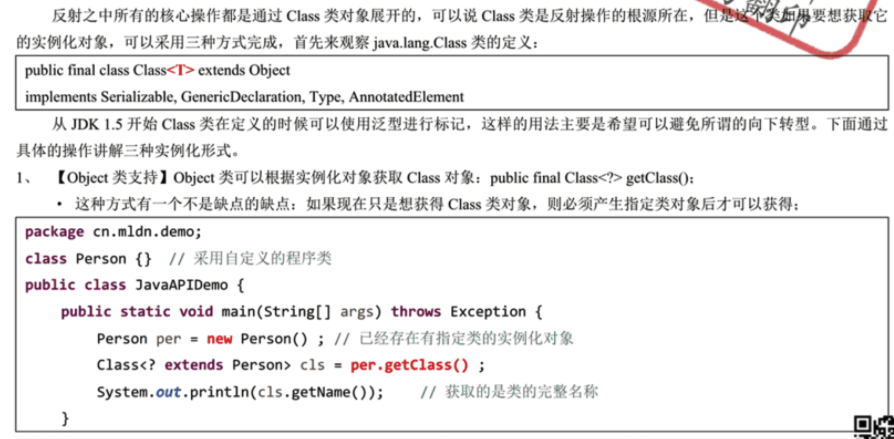 反射之中所有的核心操作都是通过 Class 类对象展开的，可以说 Class 类是反射操作的根源所在，但是这个类如果要想获取它
的实例化对象，可以采用三种方式完成，首先来观察 java.lang.Class 类的定义：
public final class Class<T> extends Object
implements Serializable, GenericDeclaration, Type, AnnotatedElement
从 JDK 1.5 开始 Class 类在定义的时候可以使用泛型进行标记，这样的用法主要是希望可以避免所谓的向下转型。下面通过
具体的操作讲解三种实例化形式。
1、 【Object 类支持】Object 类可以根据实例化对象获取 Class 对象：public final Class<?> getClass();
• 这种方式有一个不是缺点的缺点：如果现在只是想获得 Class 类对象，则必须产生指定类对象后才可以获得；
package cn.mldn.demo;
class Person {} // 采用自定义的程序类
public class JavaAPIDemo {
public static void main(String[] args) throws Exception {
Person per = new Person() ; // 已经存在有指定类的实例化对象
Class<? extends Person> cls = per.getClass() ;
System.out.println(cls.getName()); // 获取的是类的完整名称
}